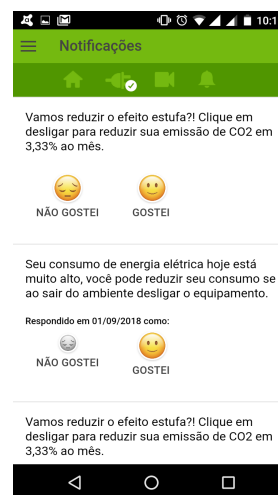 10:1
Notificações
Vamos reduzir o efeito estufa?! Clique em
desligar para reduzir sua emissão de CO2 em
3,33% ao mês.
NÃO GOSTEI GOSTEI
Seu consumo de energia elétrica hoje está
muito alto, você pode reduzir seu consumo se
ao sair do ambiente desligar o equipamento.
Respondido em 01/09/2018 como:
NÃO GOSTEI GOSTEI
Vamos reduzir o efeito estufa?! Clique em
desligar para reduzir sua emissão de CO2 em
3,33% ao mês.